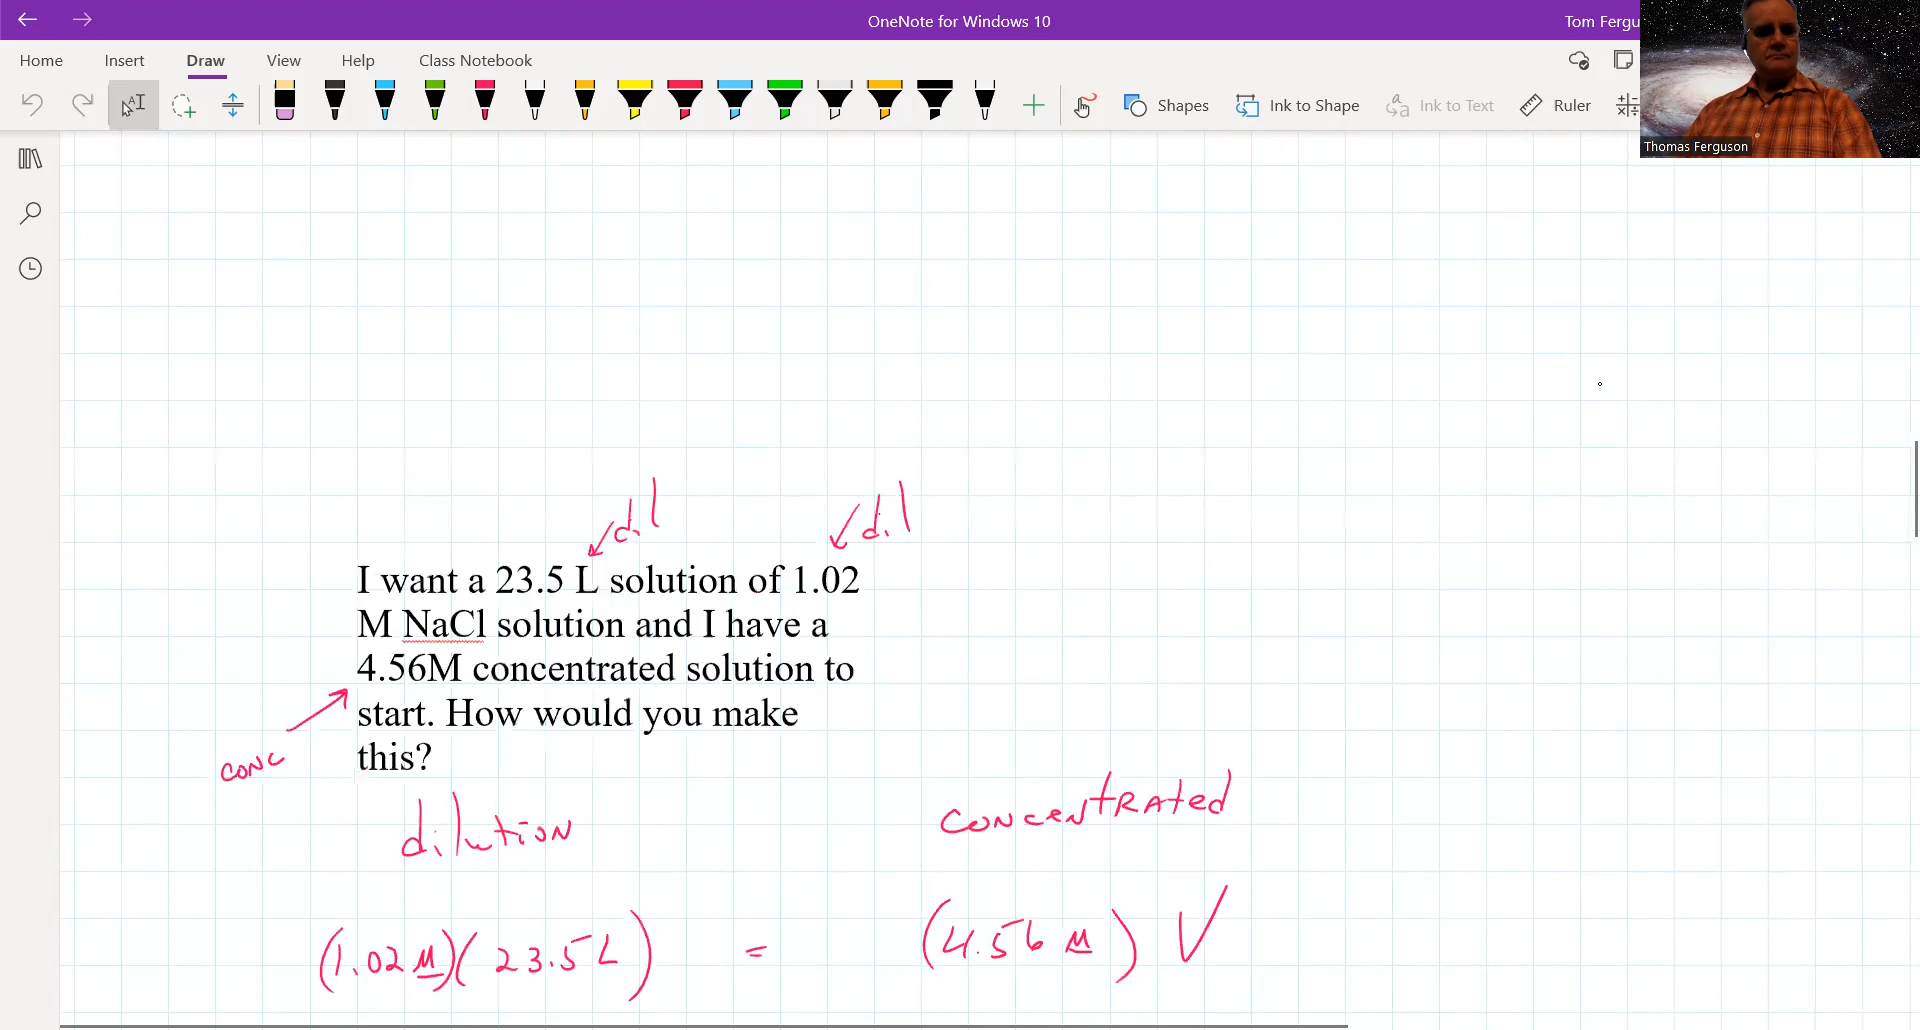 OneNote for Windows 10
Tom Fergu
Home Insert Draw View Help Class Notebook
Shapes Ink to Shape Ink to Text Ruler
Thomas Ferguson
dil dil
I want a 23.5 L solution of 1.02
M NaCl solution and I have a
4.56M concentrated solution to
start. How would you make
this?
conc
dilution concentrated
(1.02 M)(23.5 L) = (4.56 M) V